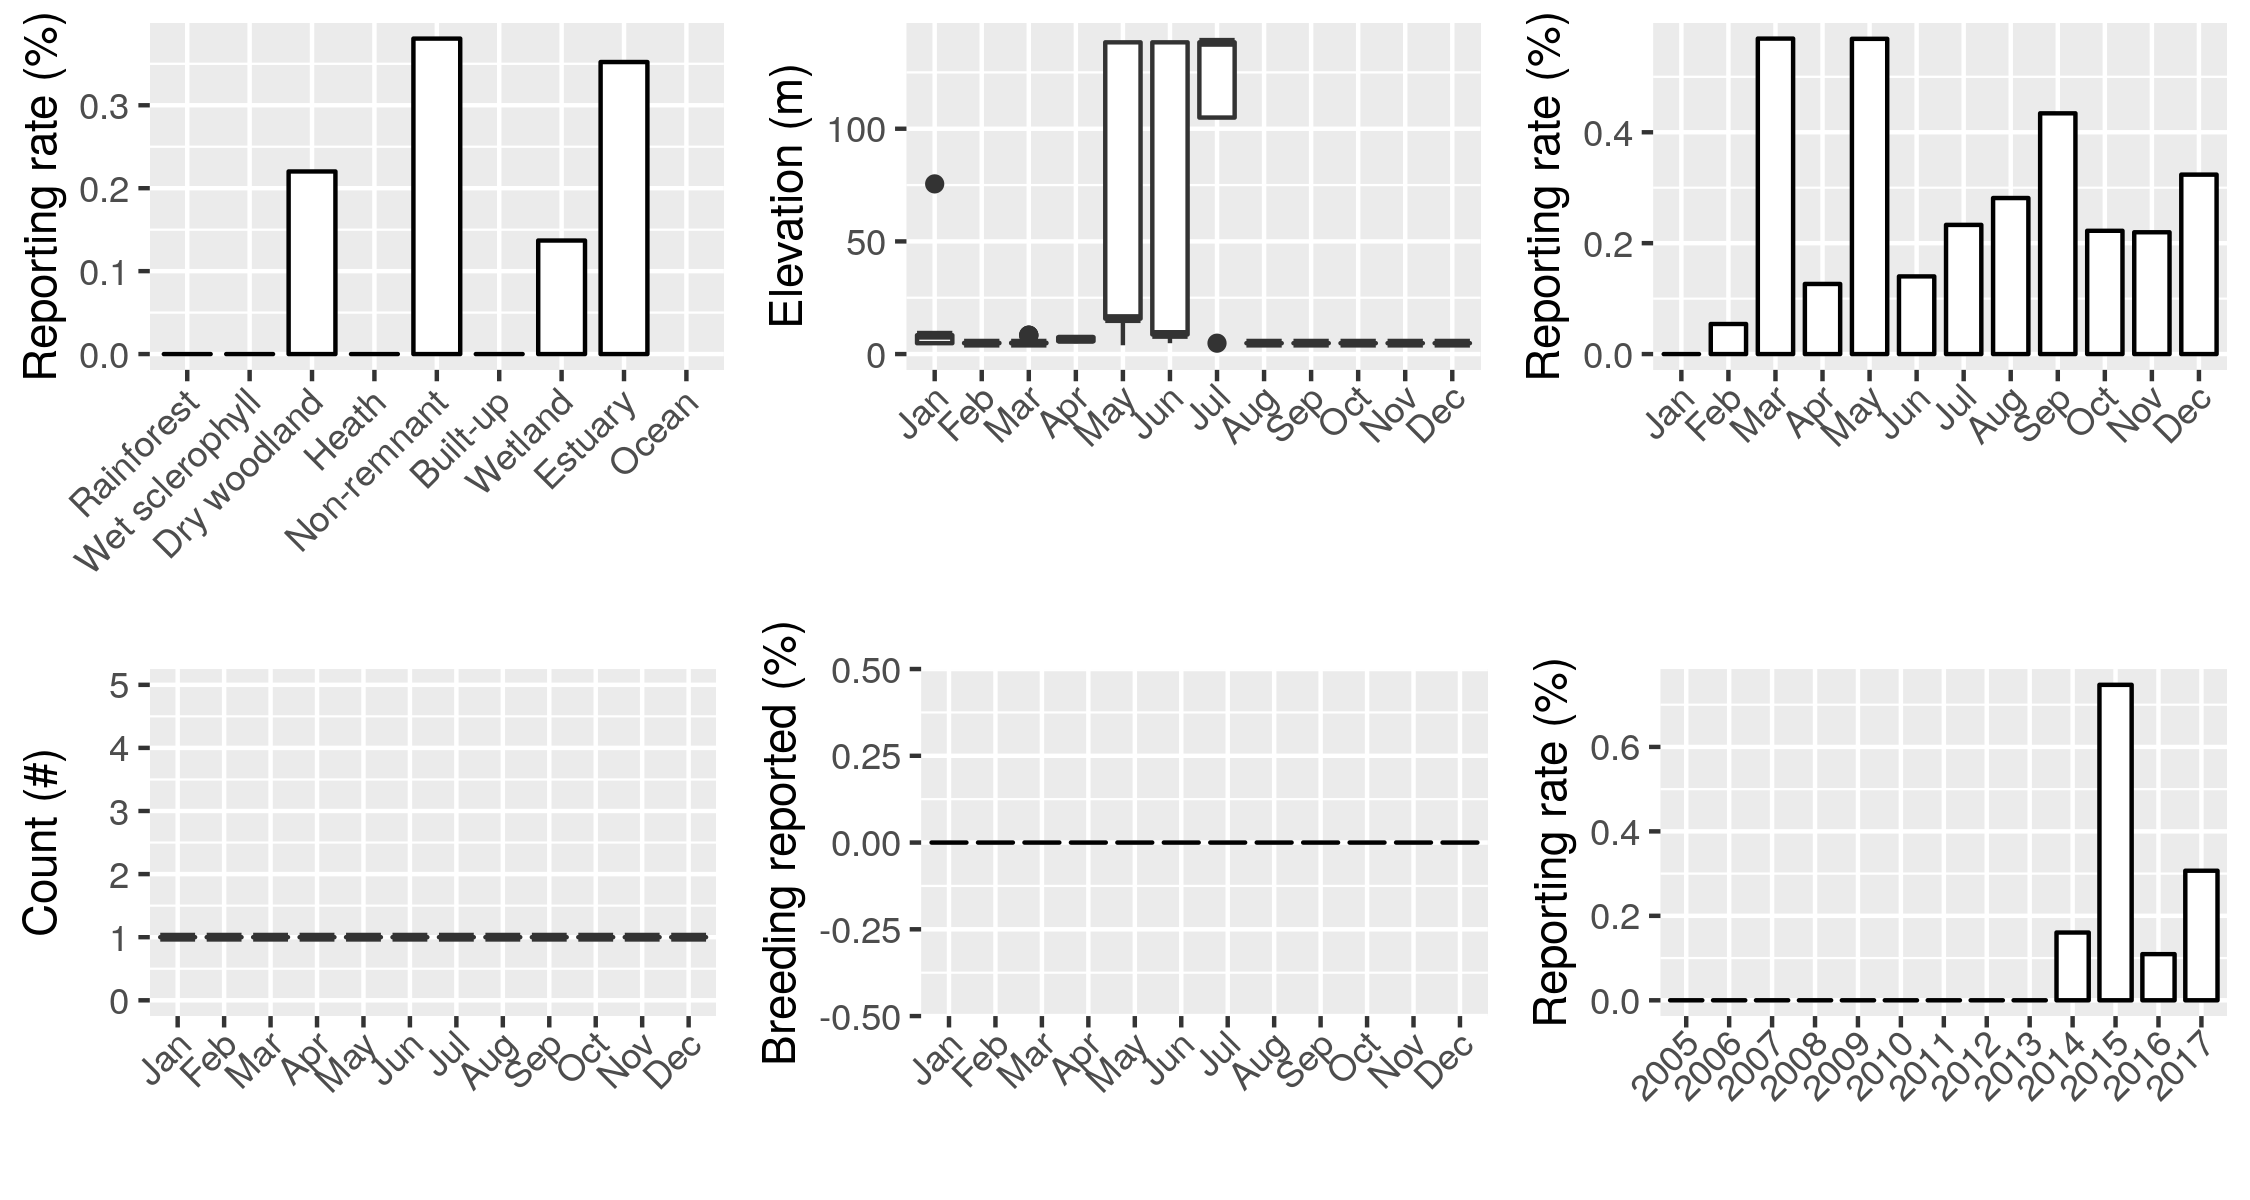 Reporting rate (%)
0.3
0.2
0.1
0.0
Rainforest
Wet sclerophyll
Dry woodland
Heath
Non-remnant
Built-up
Wetland
Estuary
Ocean
Elevation (m)
100
50
0
Jan Feb Mar Apr May Jun Jul Aug Sep Oct Nov Dec
Reporting rate (%)
0.4
0.2
0.0
Jan Feb Mar Apr May Jun Jul Aug Sep Oct Nov Dec
Count (#)
5
4
3
2
1
0
Jan Feb Mar Apr May Jun Jul Aug Sep Oct Nov Dec
Breeding reported (%)
0.50
0.25
0.00
-0.25
-0.50
Jan Feb Mar Apr May Jun Jul Aug Sep Oct Nov Dec
Reporting rate (%)
0.6
0.4
0.2
0.0
2005 2006 2007 2008 2009 2010 2011 2012 2013 2014 2015 2016 2017